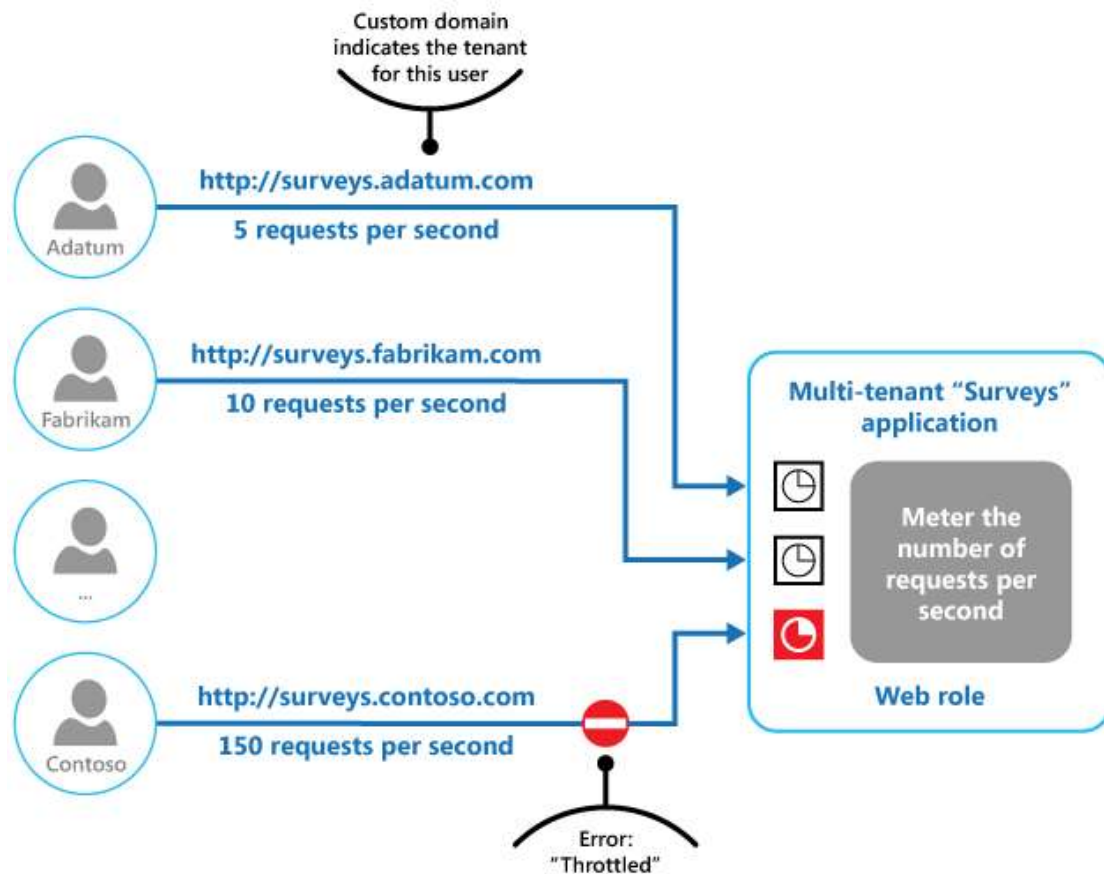 Custom domain
indicates the tenant
for this user
http://surveys.adatum.com
5 requests per second
Adatum
http://surveys.fabrikam.com
10 requests per second
Fabrikam
...
http://surveys.contoso.com
150 requests per second
Contoso
Error:
"Throttled"
Multi-tenant “Surveys”
application
Meter the
number of
requests per
second
Web role